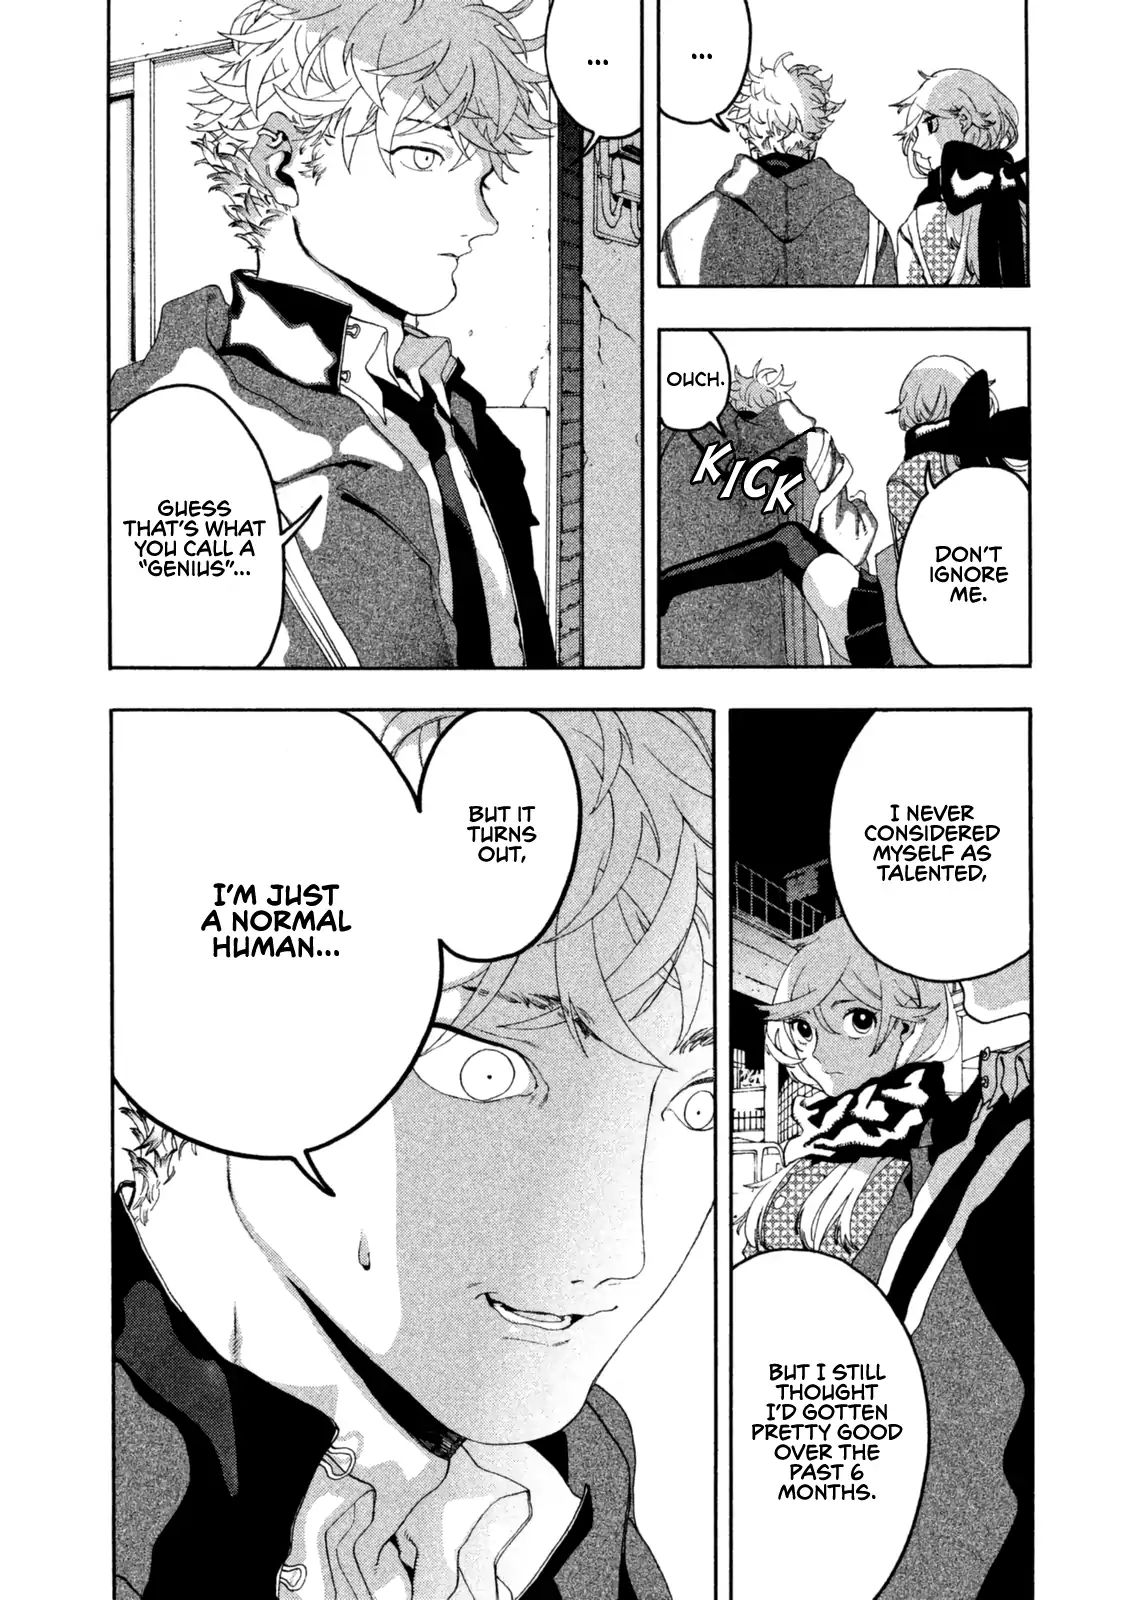 ...
OUCH.
KICK
DON'T
IGNORE
ME.
...
GUESS
THAT'S WHAT
YOU CALL A
"GENIUS"...
I NEVER
CONSIDERED
MYSELF AS
TALENTED,
BUT I STILL
THOUGHT
I'D GOTTEN
PRETTY GOOD
OVER THE
PAST 6
MONTHS.
BUT IT
TURNS
OUT,
I'M JUST
A NORMAL
HUMAN...